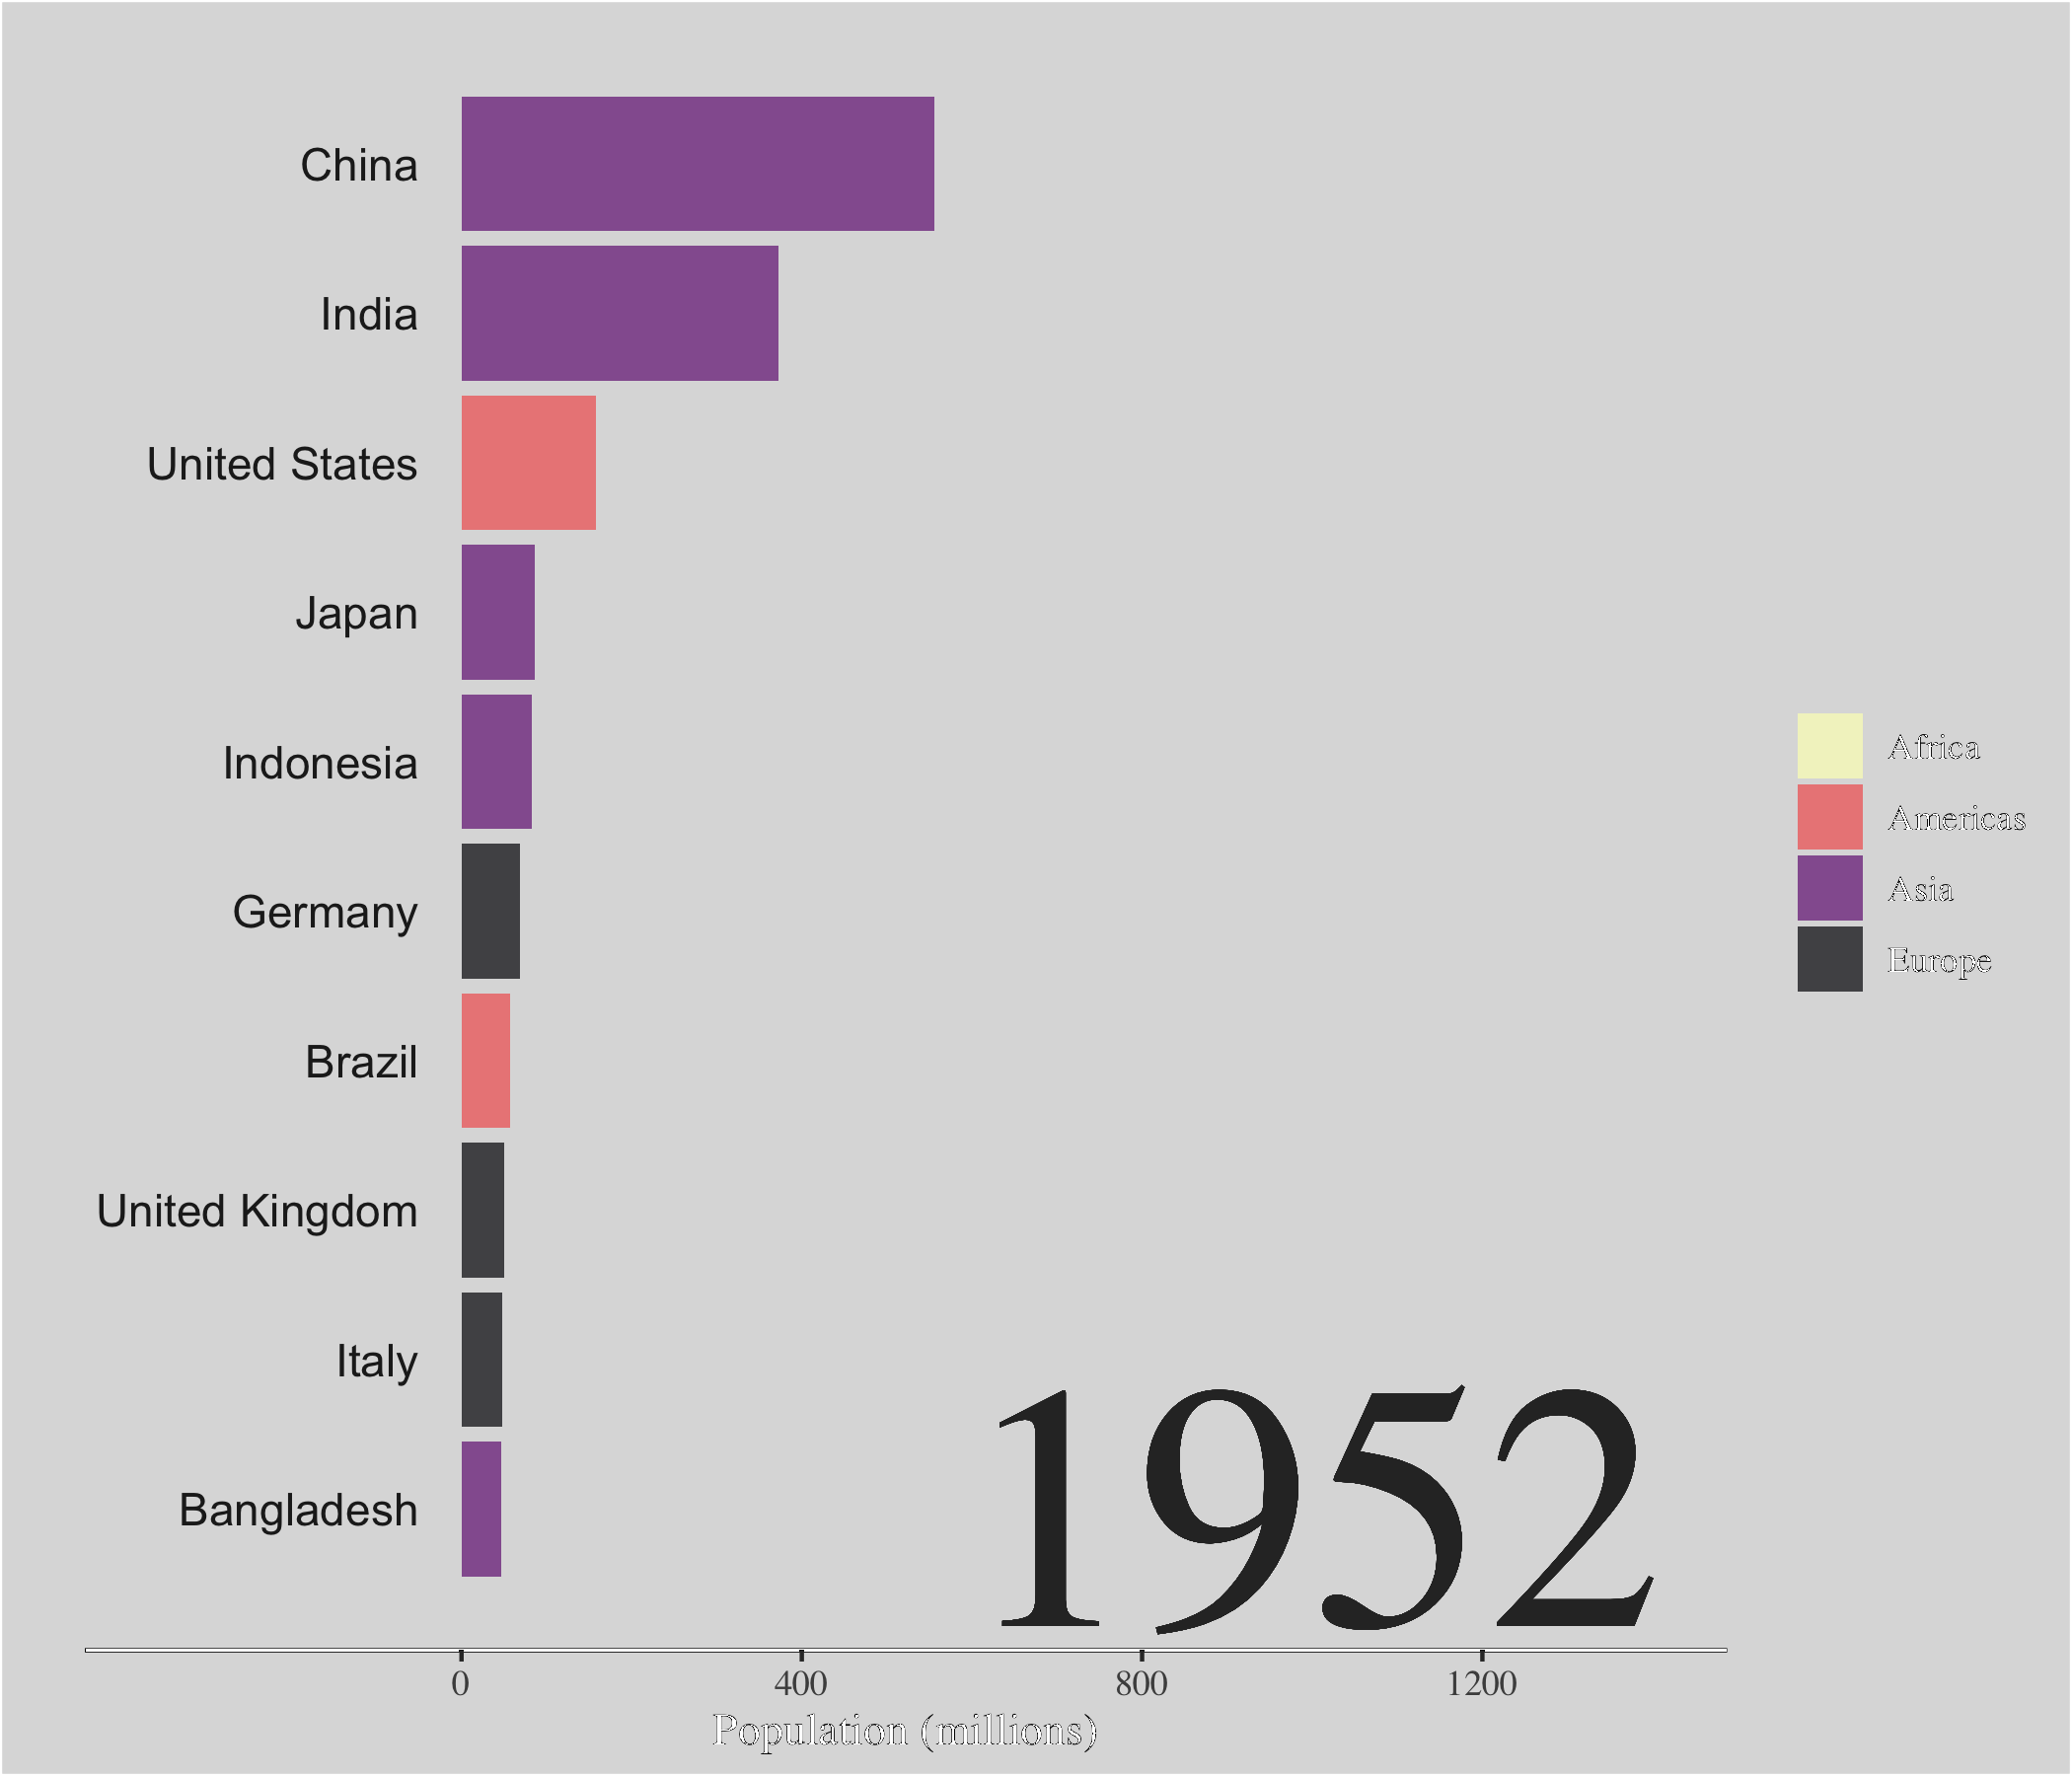 China
India
United States
Japan
Indonesia
Germany
Brazil
United Kingdom
Italy
Bangladesh
Africa
Americas
Asia
Europe
1952
0 400 800 1200
Population (millions)